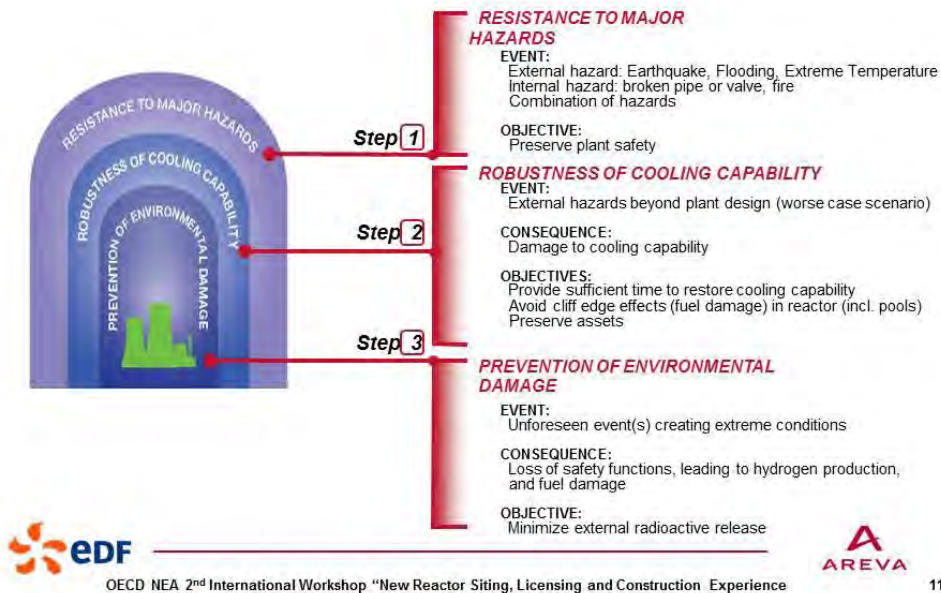 RESISTANCE TO MAJOR HAZARDS
ROBUSTNESS OF COOLING CAPABILITY
PREVENTION OF ENVIRONMENTAL DAMAGE
Step 1
RESISTANCE TO MAJOR
HAZARDS
EVENT:
External hazard: Earthquake, Flooding, Extreme Temperature
Internal hazard: broken pipe or valve, fire
Combination of hazards
OBJECTIVE:
Preserve plant safety
Step 2
ROBUSTNESS OF COOLING CAPABILITY
EVENT:
External hazards beyond plant design (worse case scenario)
CONSEQUENCE:
Damage to cooling capability
OBJECTIVES:
Provide sufficient time to restore cooling capability
Avoid cliff edge effects (fuel damage) in reactor (incl. pools)
Preserve assets
Step 3
PREVENTION OF ENVIRONMENTAL
DAMAGE
EVENT:
Unforeseen event(s) creating extreme conditions
CONSEQUENCE:
Loss of safety functions, leading to hydrogen production,
and fuel damage
OBJECTIVE:
Minimize external radioactive release
eDF
AREVA
OECD NEA 2nd International Workshop “New Reactor Siting, Licensing and Construction Experience
11